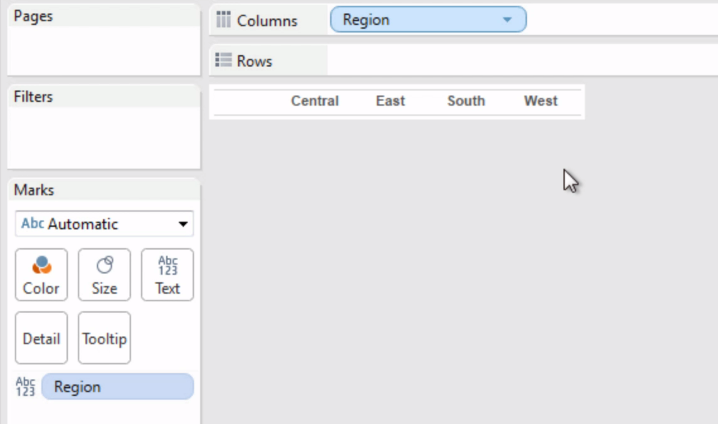 Pages
Columns
Region
Rows
Filters
Central East South West
Marks
Abc Automatic
Color
Size
Abc
123
Text
Detail
Tooltip
Abc
123
Region